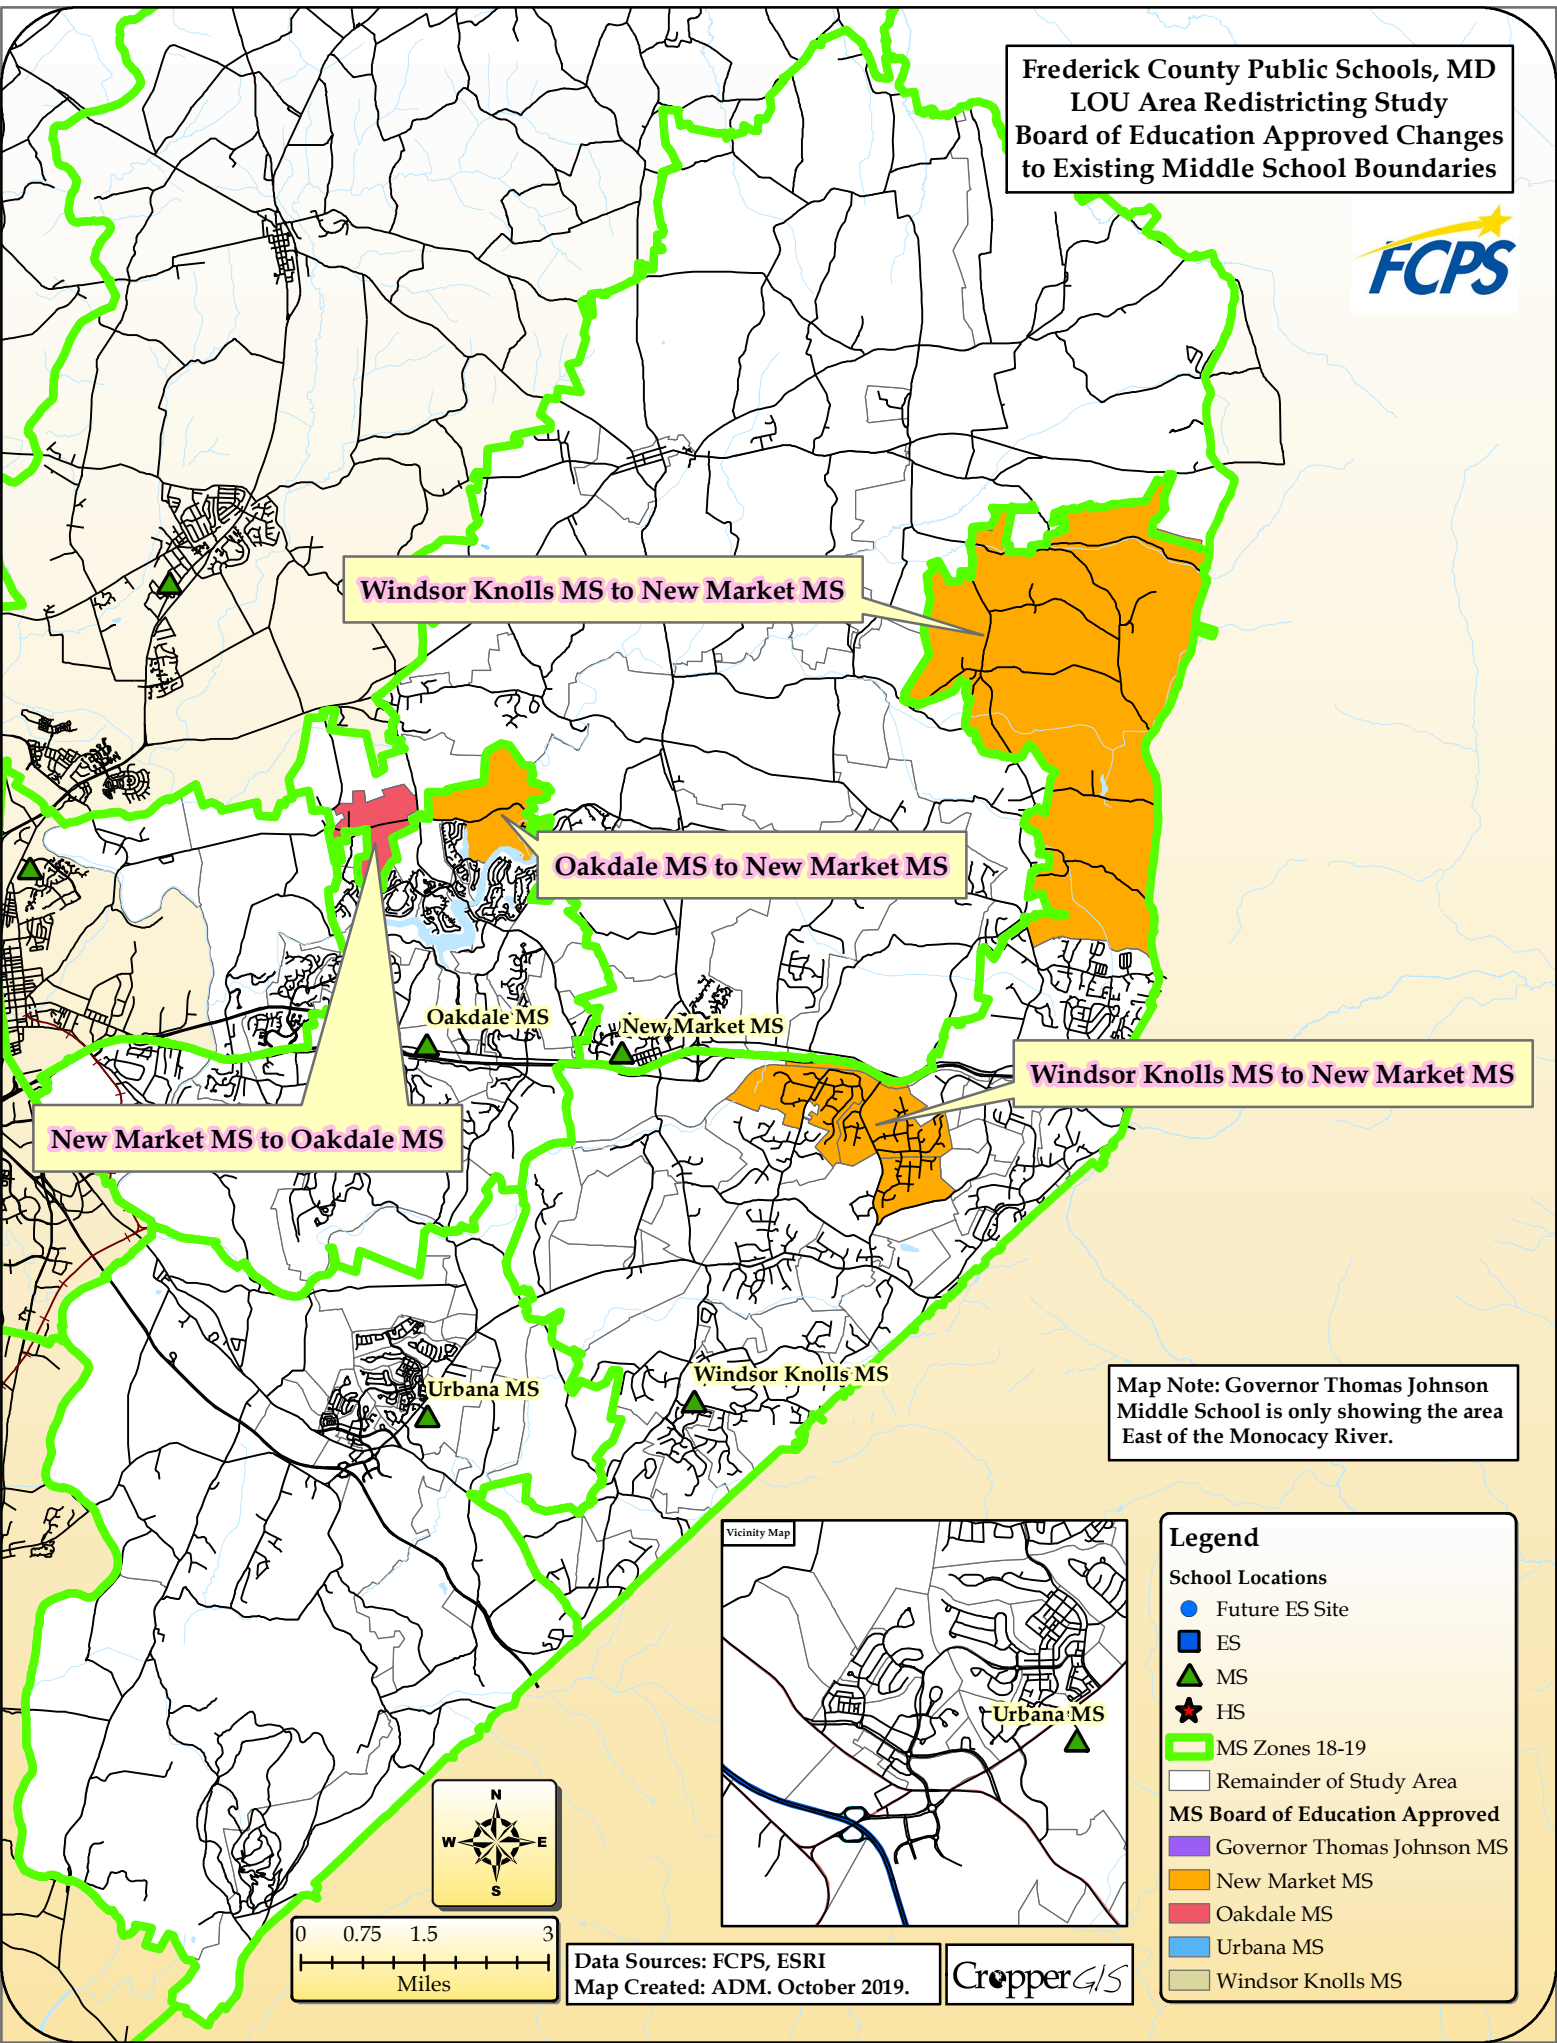 Frederick County Public Schools, MD
LOU Area Redistricting Study
Board of Education Approved Changes
to Existing Middle School Boundaries
FCPS
Windsor Knolls MS to New Market MS
Oakdale MS to New Market MS
Oakdale MS
New Market MS
Windsor Knolls MS to New Market MS
New Market MS to Oakdale MS
Windsor Knolls MS
Urbana MS
Map Note: Governor Thomas Johnson
Middle School is only showing the area
East of the Monocacy River.
Vicinity Map
Urbana MS
Legend
School Locations
Future ES Site
ES
MS
HS
MS Zones 18-19
Remainder of Study Area
MS Board of Education Approved
Governor Thomas Johnson MS
New Market MS
Oakdale MS
Urbana MS
Windsor Knolls MS
N
W E
S
0 0.75 1.5 3
Miles
Data Sources: FCPS, ESRI
Map Created: ADM. October 2019.
Cropper GIS